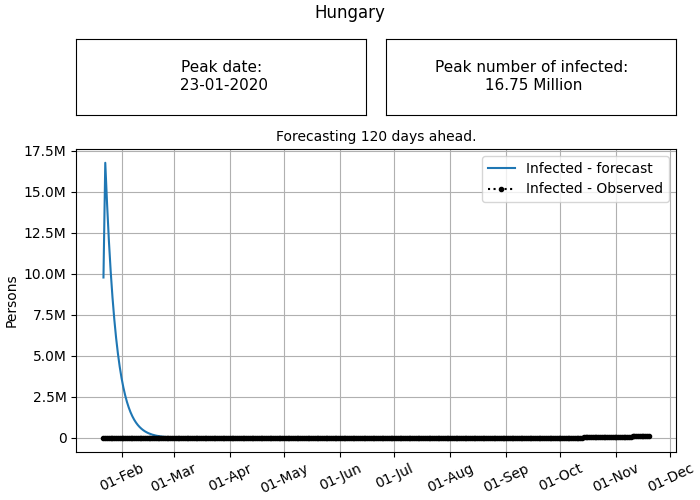 Hungary
Peak date:
23-01-2020
Peak number of infected:
16.75 Million
Forecasting 120 days ahead.
17.5M
15.0M
12.5M
10.0M
7.5M
5.0M
2.5M
0
Persons
Infected - forecast
Infected - Observed
01-Feb
01-Mar
01-Apr
01-May
01-Jun
01-Jul
01-Aug
01-Sep
01-Oct
01-Nov
01-Dec